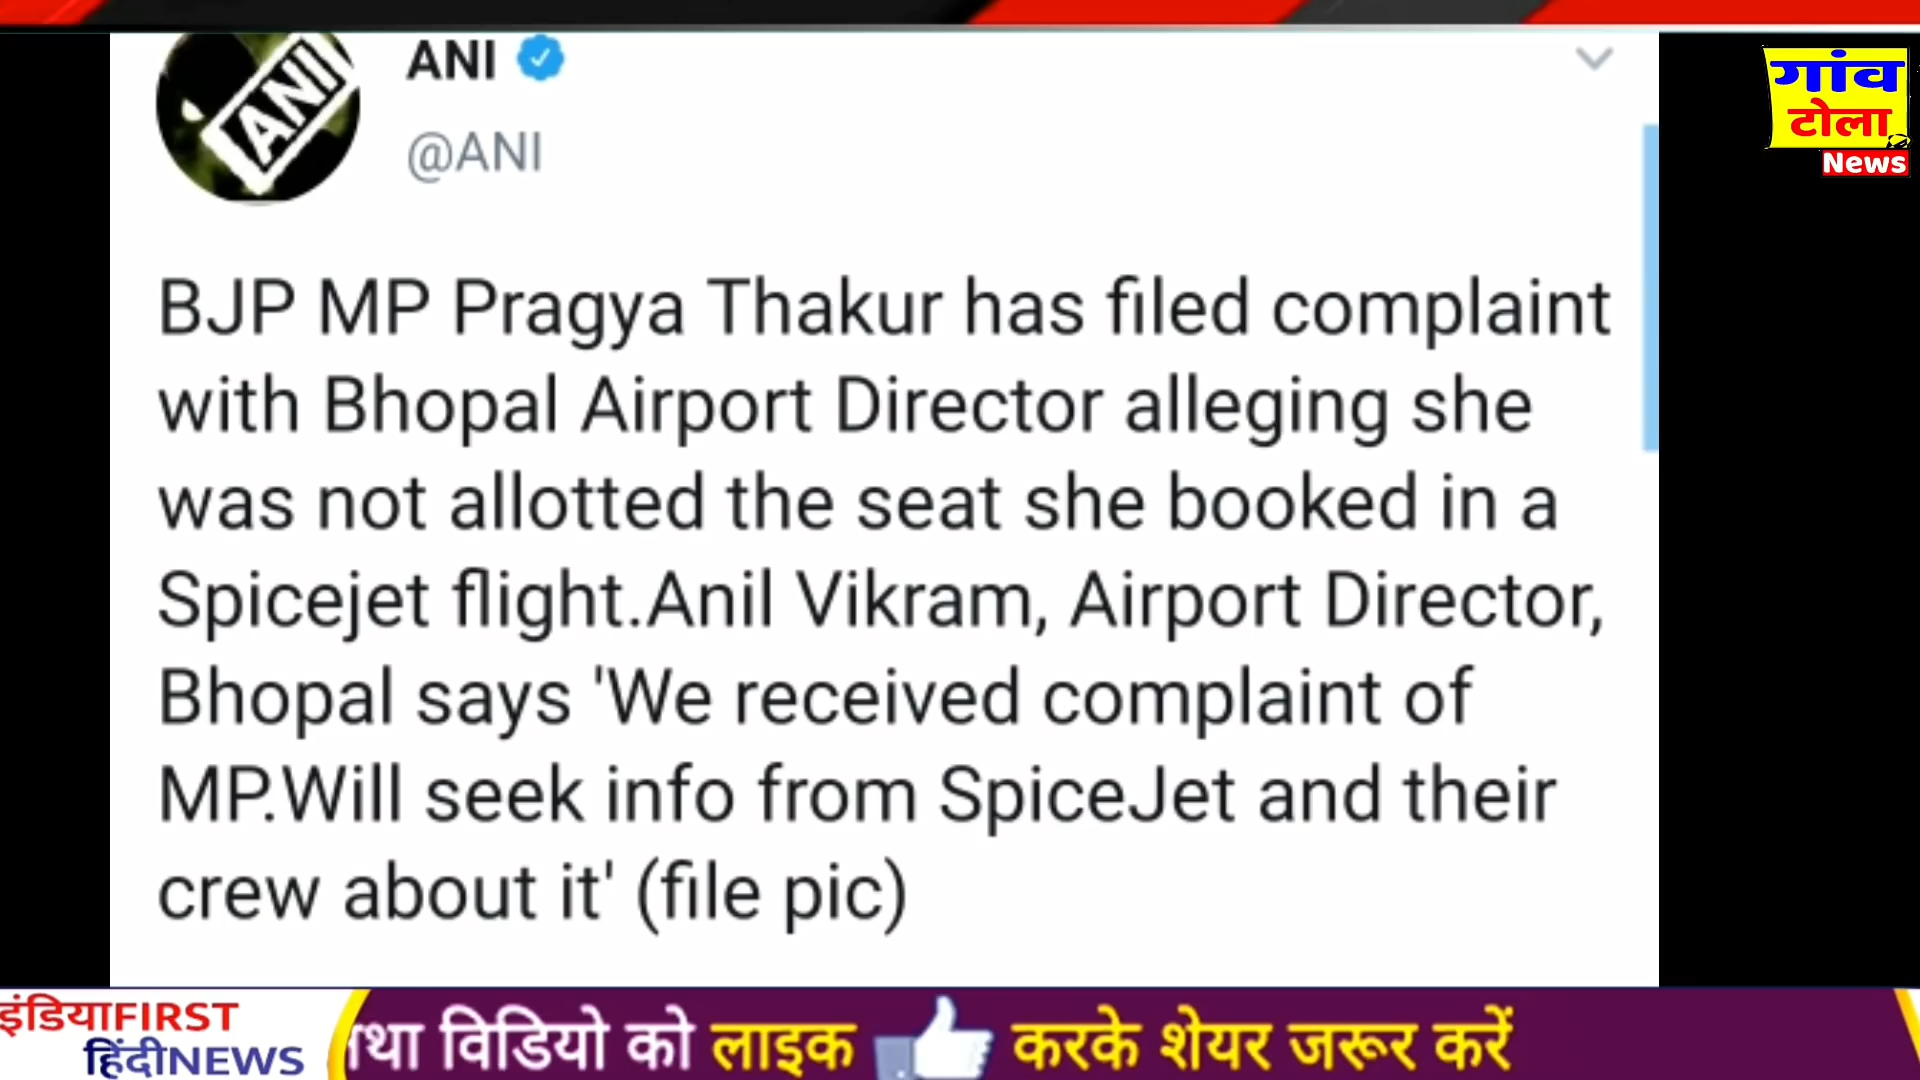 ANI
ANI
@ANI
गांव
टोला
News
BJP MP Pragya Thakur has filed complaint
with Bhopal Airport Director alleging she
was not allotted the seat she booked in a
Spicejet flight.Anil Vikram, Airport Director,
Bhopal says 'We received complaint of
MP.Will seek info from SpiceJet and their
crew about it' (file pic)
इंडियाFIRST
हिंदीNEWS
विडियो को लाइक करके शेयर जरूर करें